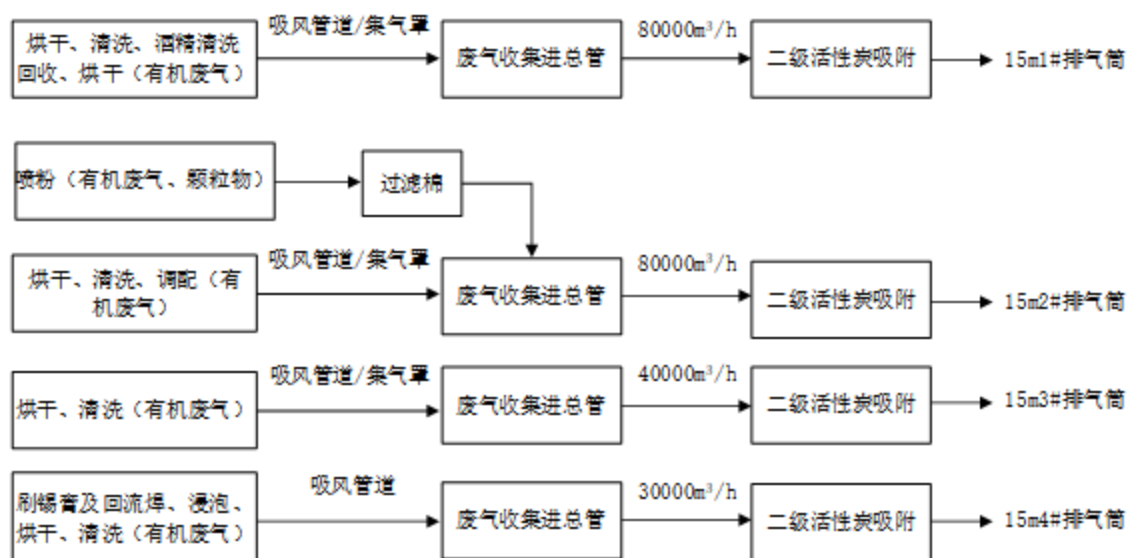 烘干、清洗、酒精清洗
回收、烘干（有机废气）
吸风管道/集气罩
废气收集进总管
80000m³/h
二级活性炭吸附
15m1#排气筒
喷粉（有机废气、颗粒物）
过滤棉
烘干、清洗、调配（有
机废气）
吸风管道/集气罩
废气收集进总管
80000m³/h
二级活性炭吸附
15m2#排气筒
烘干、清洗（有机废气）
吸风管道/集气罩
废气收集进总管
40000m³/h
二级活性炭吸附
15m3#排气筒
刷锡膏及回流焊、浸泡、
烘干、清洗（有机废气）
吸风管道
废气收集进总管
30000m³/h
二级活性炭吸附
15m4#排气筒